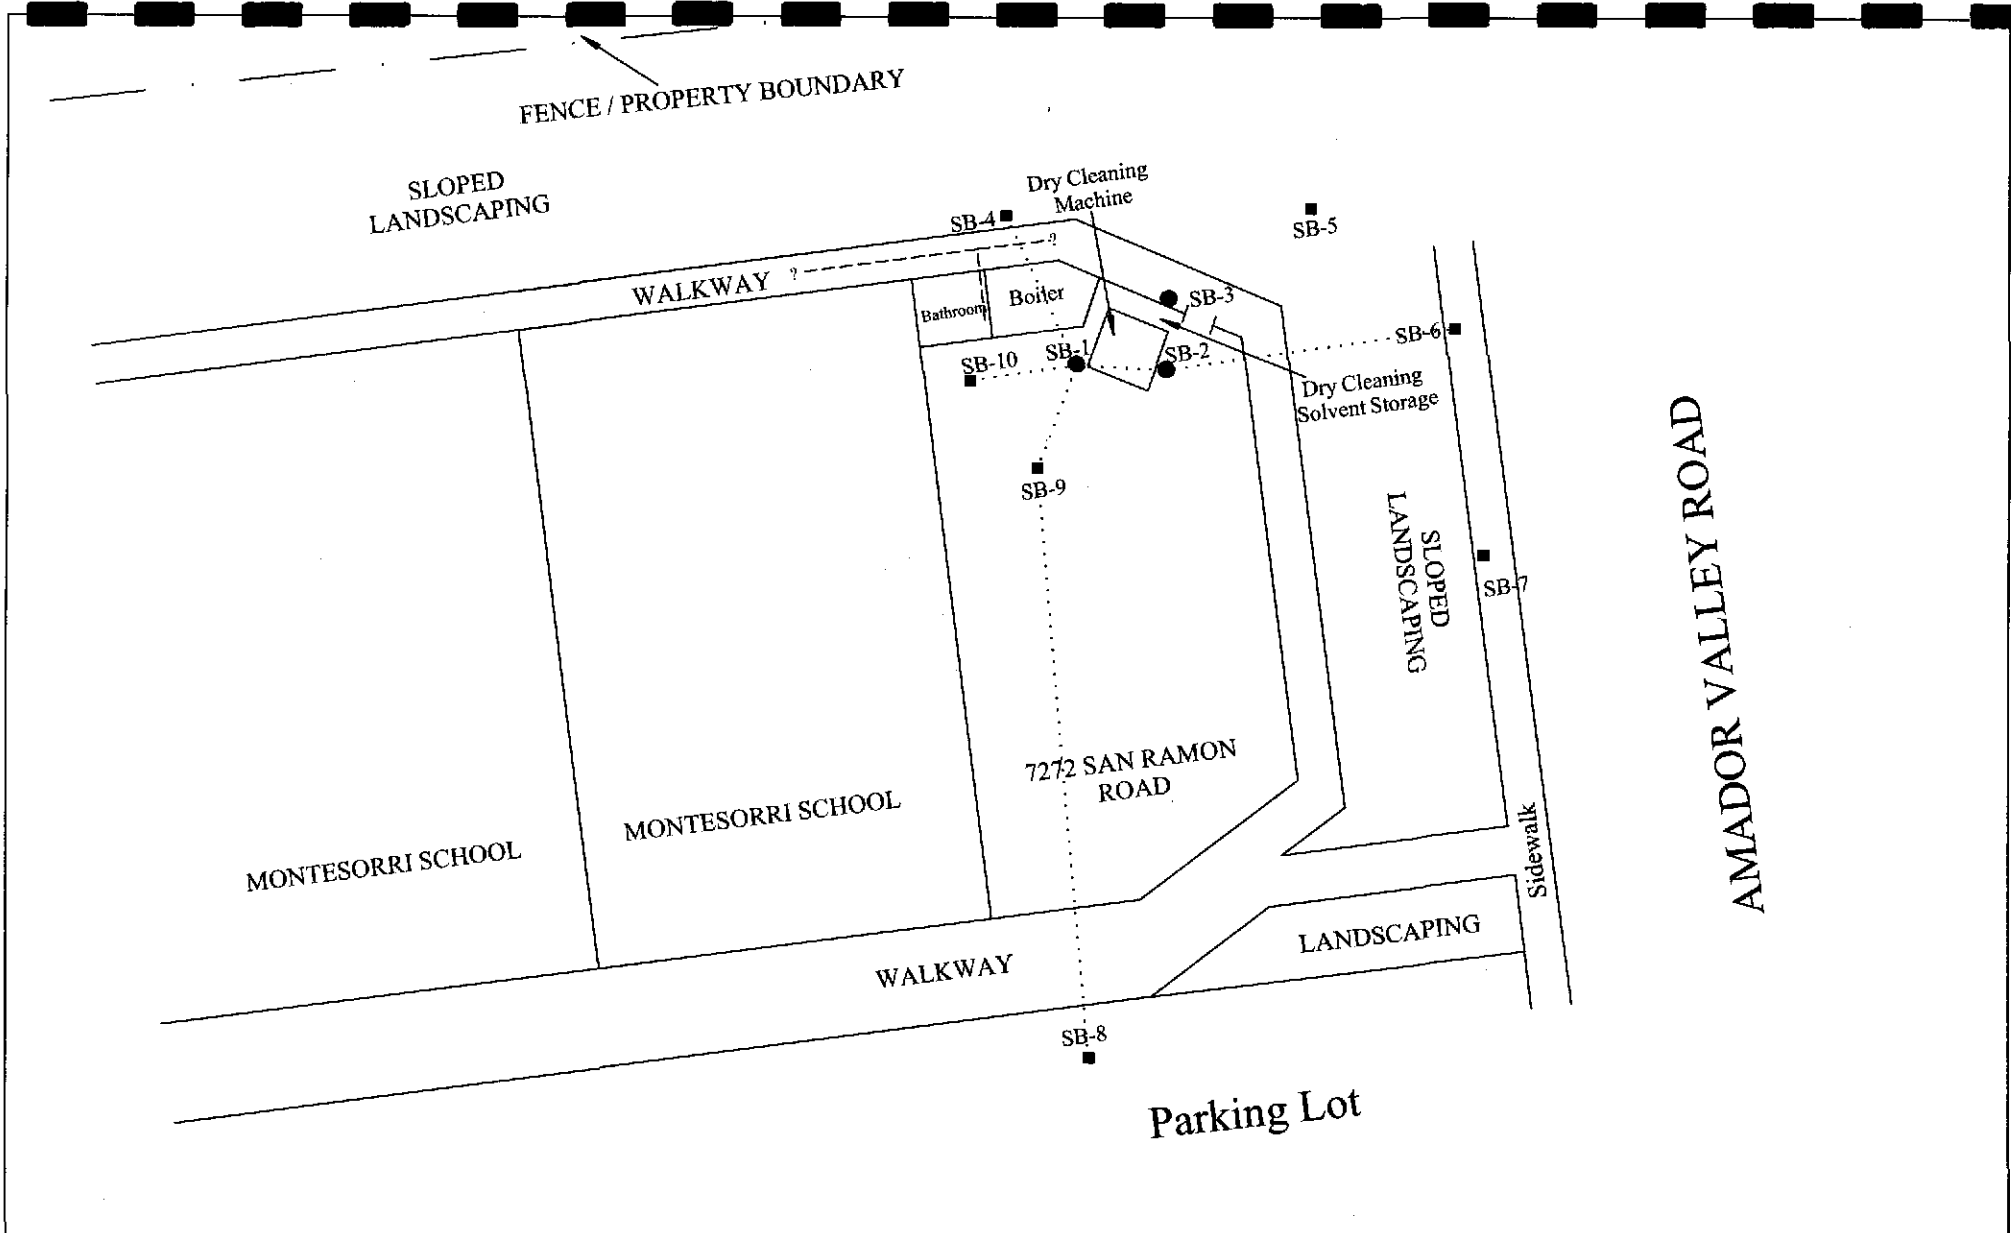 FENCE / PROPERTY BOUNDARY
SLOPED
LANDSCAPING
Dry Cleaning
Machine
SB-4
SB-5
?
WALKWAY
?
Bathroom
Boiler
SB-3
SB-6
SB-10
SB-1
SB-2
Dry Cleaning
Solvent Storage
SB-9
SLOPED
LANDSCAPING
SB-7
AMADOR VALLEY ROAD
7272 SAN RAMON
ROAD
MONTESORRI SCHOOL
MONTESORRI SCHOOL
Sidewalk
LANDSCAPING
WALKWAY
SB-8
Parking Lot